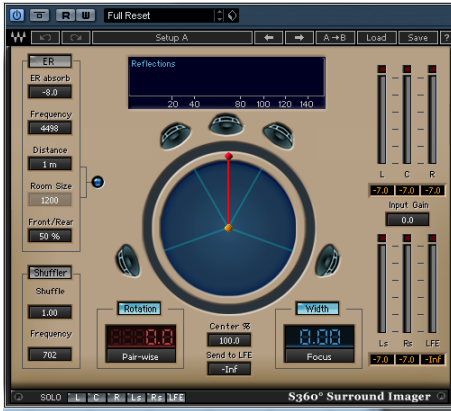 R W Full Reset
Setup A A→B Load Save ?
ER
ER absorb
-8.0
Frequency
4498
Distance
1 m
Room Size
1200
Front/Rear
50 %
Shuffler
Shuffle
1.00
Frequency
702
Reflections
20 40 80 100 120 140
L C R
-7.0 -7.0 -7.0
Input Gain
0.0
Ls Rs LFE
-7.0 -7.0 -Inf
Rotation
0.0
Pair-wise
Center %
100.0
Send to LFE
-Inf
Width
0.00
Focus
SOLO L C R Ls Rs LFE
S360° Surround Imager